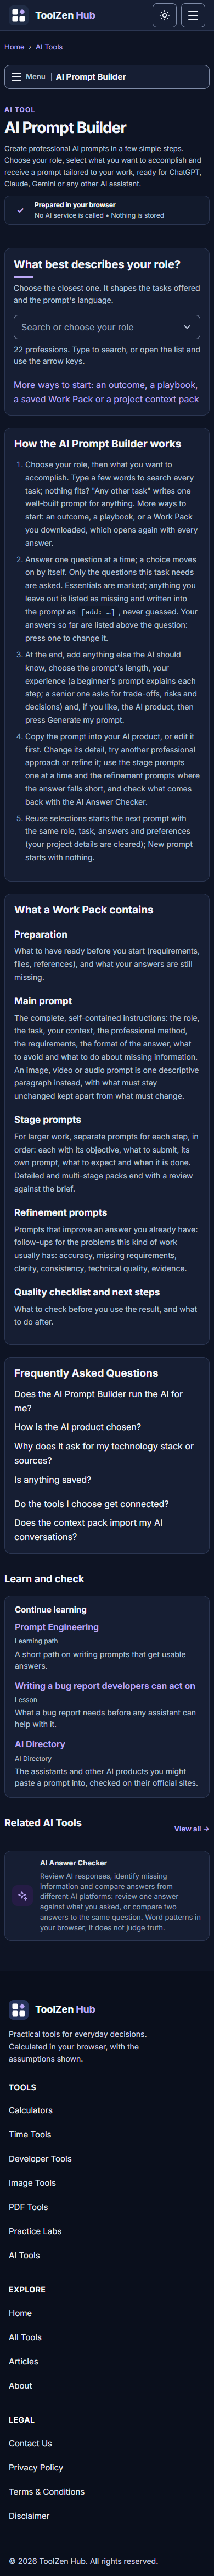 ToolZen Hub
Home › AI Tools
Menu | AI Prompt Builder
AI TOOL
AI Prompt Builder
Create professional AI prompts in a few simple steps.
Choose your role, select what you want to accomplish and
receive a prompt tailored to your work, ready for ChatGPT,
Claude, Gemini or any other AI assistant.
Prepared in your browser
No AI service is called • Nothing is stored
What best describes your role?
Choose the closest one. It shapes the tasks offered
and the prompt's language.
Search or choose your role
22 professions. Type to search, or open the list and
use the arrow keys.
More ways to start: an outcome, a playbook,
a saved Work Pack or a project context pack
How the AI Prompt Builder works
1. Choose your role, then what you want to
accomplish. Type a few words to search every
task; nothing fits? "Any other task" writes one
well-built prompt for anything. More ways to
start: an outcome, a playbook, or a Work Pack
you downloaded, which opens again with every
answer.
2. Answer one question at a time; a choice moves
on by itself. Only the questions this task needs
are asked. Essentials are marked; anything you
leave out is listed as missing and written into
the prompt as [add: …] , never guessed. Your
answers so far are listed above the question:
press one to change it.
3. At the end, add anything else the AI should
know, choose the prompt's length, your
experience (a beginner's prompt explains each
step; a senior one asks for trade-offs, risks and
decisions) and, if you like, the AI product, then
press Generate my prompt.
4. Copy the prompt into your AI product, or edit it
first. Change its detail, try another professional
approach or refine it; use the stage prompts
one at a time and the refinement prompts where
the answer falls short, and check what comes
back with the AI Answer Checker.
5. Reuse selections starts the next prompt with
the same role, task, answers and preferences
(your project details are cleared); New prompt
starts with nothing.
What a Work Pack contains
Preparation
What to have ready before you start (requirements,
files, references), and what your answers are still
missing.
Main prompt
The complete, self-contained instructions: the role,
the task, your context, the professional method,
the requirements, the format of the answer, what
to avoid and what to do about missing information.
An image, video or audio prompt is one descriptive
paragraph instead, with what must stay
unchanged kept apart from what must change.
Stage prompts
For larger work, separate prompts for each step, in
order: each with its objective, what to submit, its
own prompt, what to expect and when it is done.
Detailed and multi-stage packs end with a review
against the brief.
Refinement prompts
Prompts that improve an answer you already have:
follow-ups for the problems this kind of work
usually has: accuracy, missing requirements,
clarity, consistency, technical quality, evidence.
Quality checklist and next steps
What to check before you use the result, and what
to do after.
Frequently Asked Questions
Does the AI Prompt Builder run the AI for
me?
How is the AI product chosen?
Why does it ask for my technology stack or
sources?
Is anything saved?
Do the tools I choose get connected?
Does the context pack import my AI
conversations?
Learn and check
Continue learning
Prompt Engineering
Learning path
A short path on writing prompts that get usable
answers.
Writing a bug report developers can act on
Lesson
What a bug report needs before any assistant can
help with it.
AI Directory
AI Directory
The assistants and other AI products you might
paste a prompt into, checked on their official sites.
Related AI Tools
View all →
AI Answer Checker
Review AI responses, identify missing
information and compare answers from
different AI platforms: review one answer
against what you asked, or compare two
answers to the same question. Word patterns in
your browser; it does not judge truth.
ToolZen Hub
Practical tools for everyday decisions.
Calculated in your browser, with the
assumptions shown.
TOOLS
Calculators
Time Tools
Developer Tools
Image Tools
PDF Tools
Practice Labs
AI Tools
EXPLORE
Home
All Tools
Articles
About
LEGAL
Contact Us
Privacy Policy
Terms & Conditions
Disclaimer
© 2026 ToolZen Hub. All rights reserved.